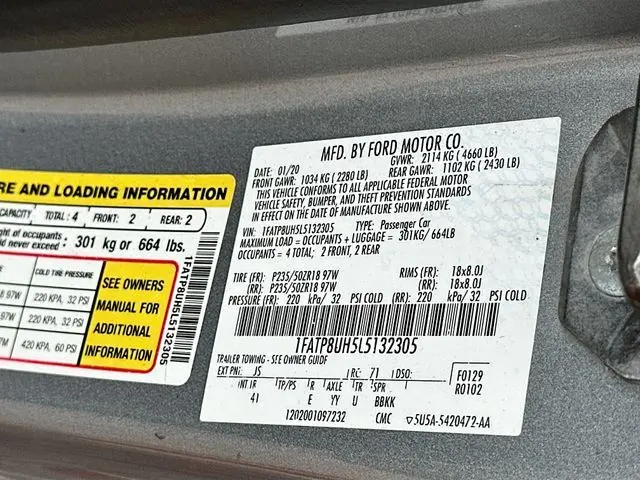 RE AND LOADING INFORMATION
CAPACITY TOTAL: 4 FRONT: 2 REAR: 2
ght of occupants and
ld never exceed: 301 kg or 664 lbs.
COLD TIRE PRESSURE
97W 220 KPA, 32 PSI
7W 220 KPA, 32 PSI
7M 420 KPA, 60 PSI
SEE OWNERS
MANUAL FOR
ADDITIONAL
INFORMATION
1FATP8UH5L5132305
MFD. BY FORD MOTOR CO.
DATE: 01/20 GVWR: 2114 KG ( 4660 LB)
FRONT GAWR: 1034 KG ( 2280 LB) REAR GAWR: 1102 KG ( 2430 LB)
THIS VEHICLE CONFORMS TO ALL APPLICABLE FEDERAL MOTOR
VEHICLE SAFETY, BUMPER, AND THEFT PREVENTION STANDARDS
IN EFFECT ON THE DATE OF MANUFACTURE SHOWN ABOVE.
VIN: 1FATP8UH5L5132305 TYPE: Passenger Car
MAXIMUM LOAD = OCCUPANTS + LUGGAGE = 301KG/ 664LB
OCCUPANTS = 4 TOTAL; 2 FRONT, 2 REAR
TIRE (FR): P235/50ZR18 97W RIMS (FR): 18x8.0J
(RR): P235/50ZR18 97W (RR): 18x8.0J
PRESSURE (FR): 220 kPa/ 32 PSI COLD (RR): 220 kPa/ 32 PSI COLD
1FATP8UH5L5132305
TRAILER TOWING - SEE OWNER GUIDE
EXT PNT: JS RC: 71 DSO: F0129
INT TR TP/PS R AXLE TR SPR R0102
41 E YY U BBKK
1202001097232 CMC ▽5U5A-5420472-AA